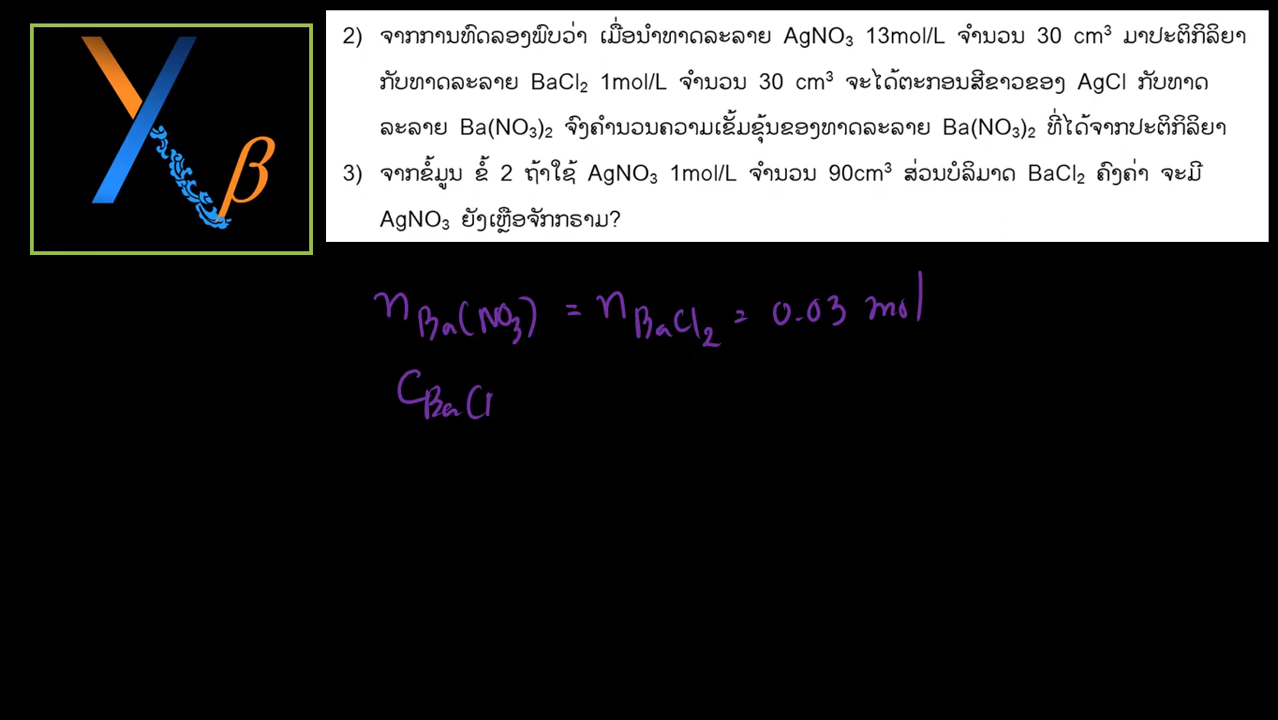 X β
2) ຈາກການທົດລອງພົບວ່າ ເມື່ອນຳທາດລະລາຍ AgNO₃ 13mol/L ຈຳນວນ 30 cm³ ມາປະຕິກິລິຍາ
ກັບທາດລະລາຍ BaCl₂ 1mol/L ຈຳນວນ 30 cm³ ຈະໄດ້ຕະກອນສີຂາວຂອງ AgCl ກັບທາດ
ລະລາຍ Ba(NO₃)₂ ຈົ່ງຄຳນວນຄວາມເຂັ້ມຂຸ້ນຂອງທາດລະລາຍ Ba(NO₃)₂ ທີ່ໄດ້ຈາກປະຕິກິລິຍາ
3) ຈາກຂໍ້ມູນ ຂໍ້ 2 ຖ້າໃຊ້ AgNO₃ 1mol/L ຈຳນວນ 90cm³ ສ່ວນບໍລິມາດ BaCl₂ ຄົງຄ່າ ຈະມີ
AgNO₃ ຍັງເຫຼືອຈັກກຣາມ?
n Ba(NO₃) = n BaCl₂ = 0.03 mol
C BaCl